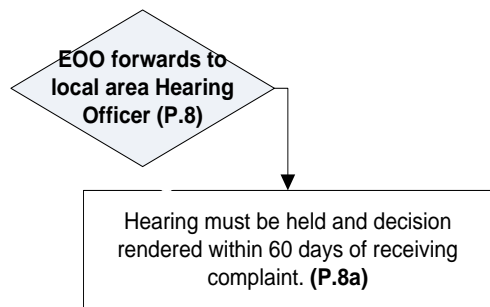 EOO forwards to
local area Hearing
Officer (P.8)
Hearing must be held and decision
rendered within 60 days of receiving
complaint. (P.8a)